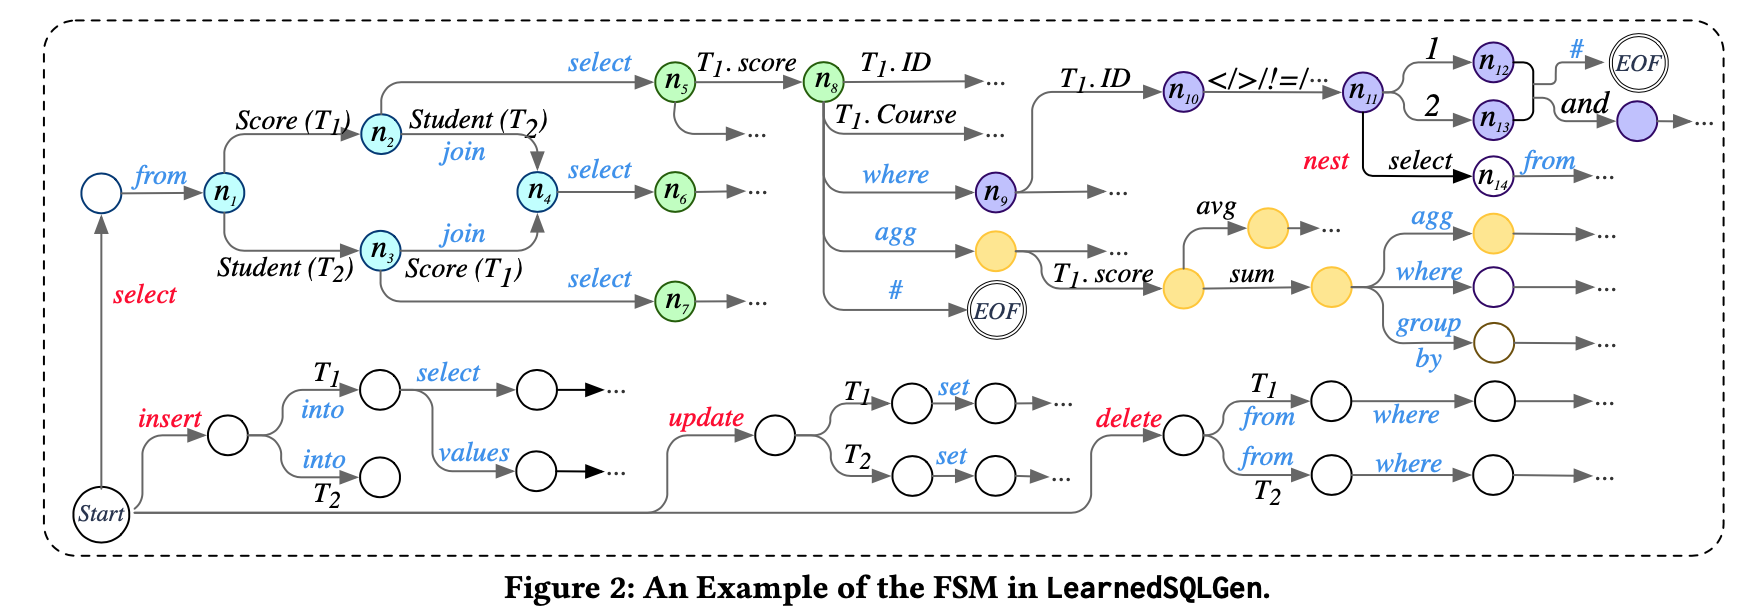 select
T₁. score
T₁. ID
...
1
#
EOF
n₅
n₈
T₁. ID
</>/!=/...
n₁₂
n₁₀
n₁₁
Score (T₁)
Student (T₂)
n₂
T₁. Course
2
and
n₁₃
...
join
...
...
from
select
where
nest
select
from
n₁₄
...
n₁
n₄
n₆
...
n₉
...
avg
agg
join
agg
...
...
...
n₃
Student (T₂)
Score (T₁)
T₁. score
sum
where
...
select
select
#
n₇
...
EOF
group
by
...
T₁
into
select
...
T₁
set
...
T₁
from
where
...
insert
update
delete
into
T₂
values
...
T₂
set
...
from
T₂
where
...
Start
Figure 2: An Example of the FSM in LearnedSQLGen.